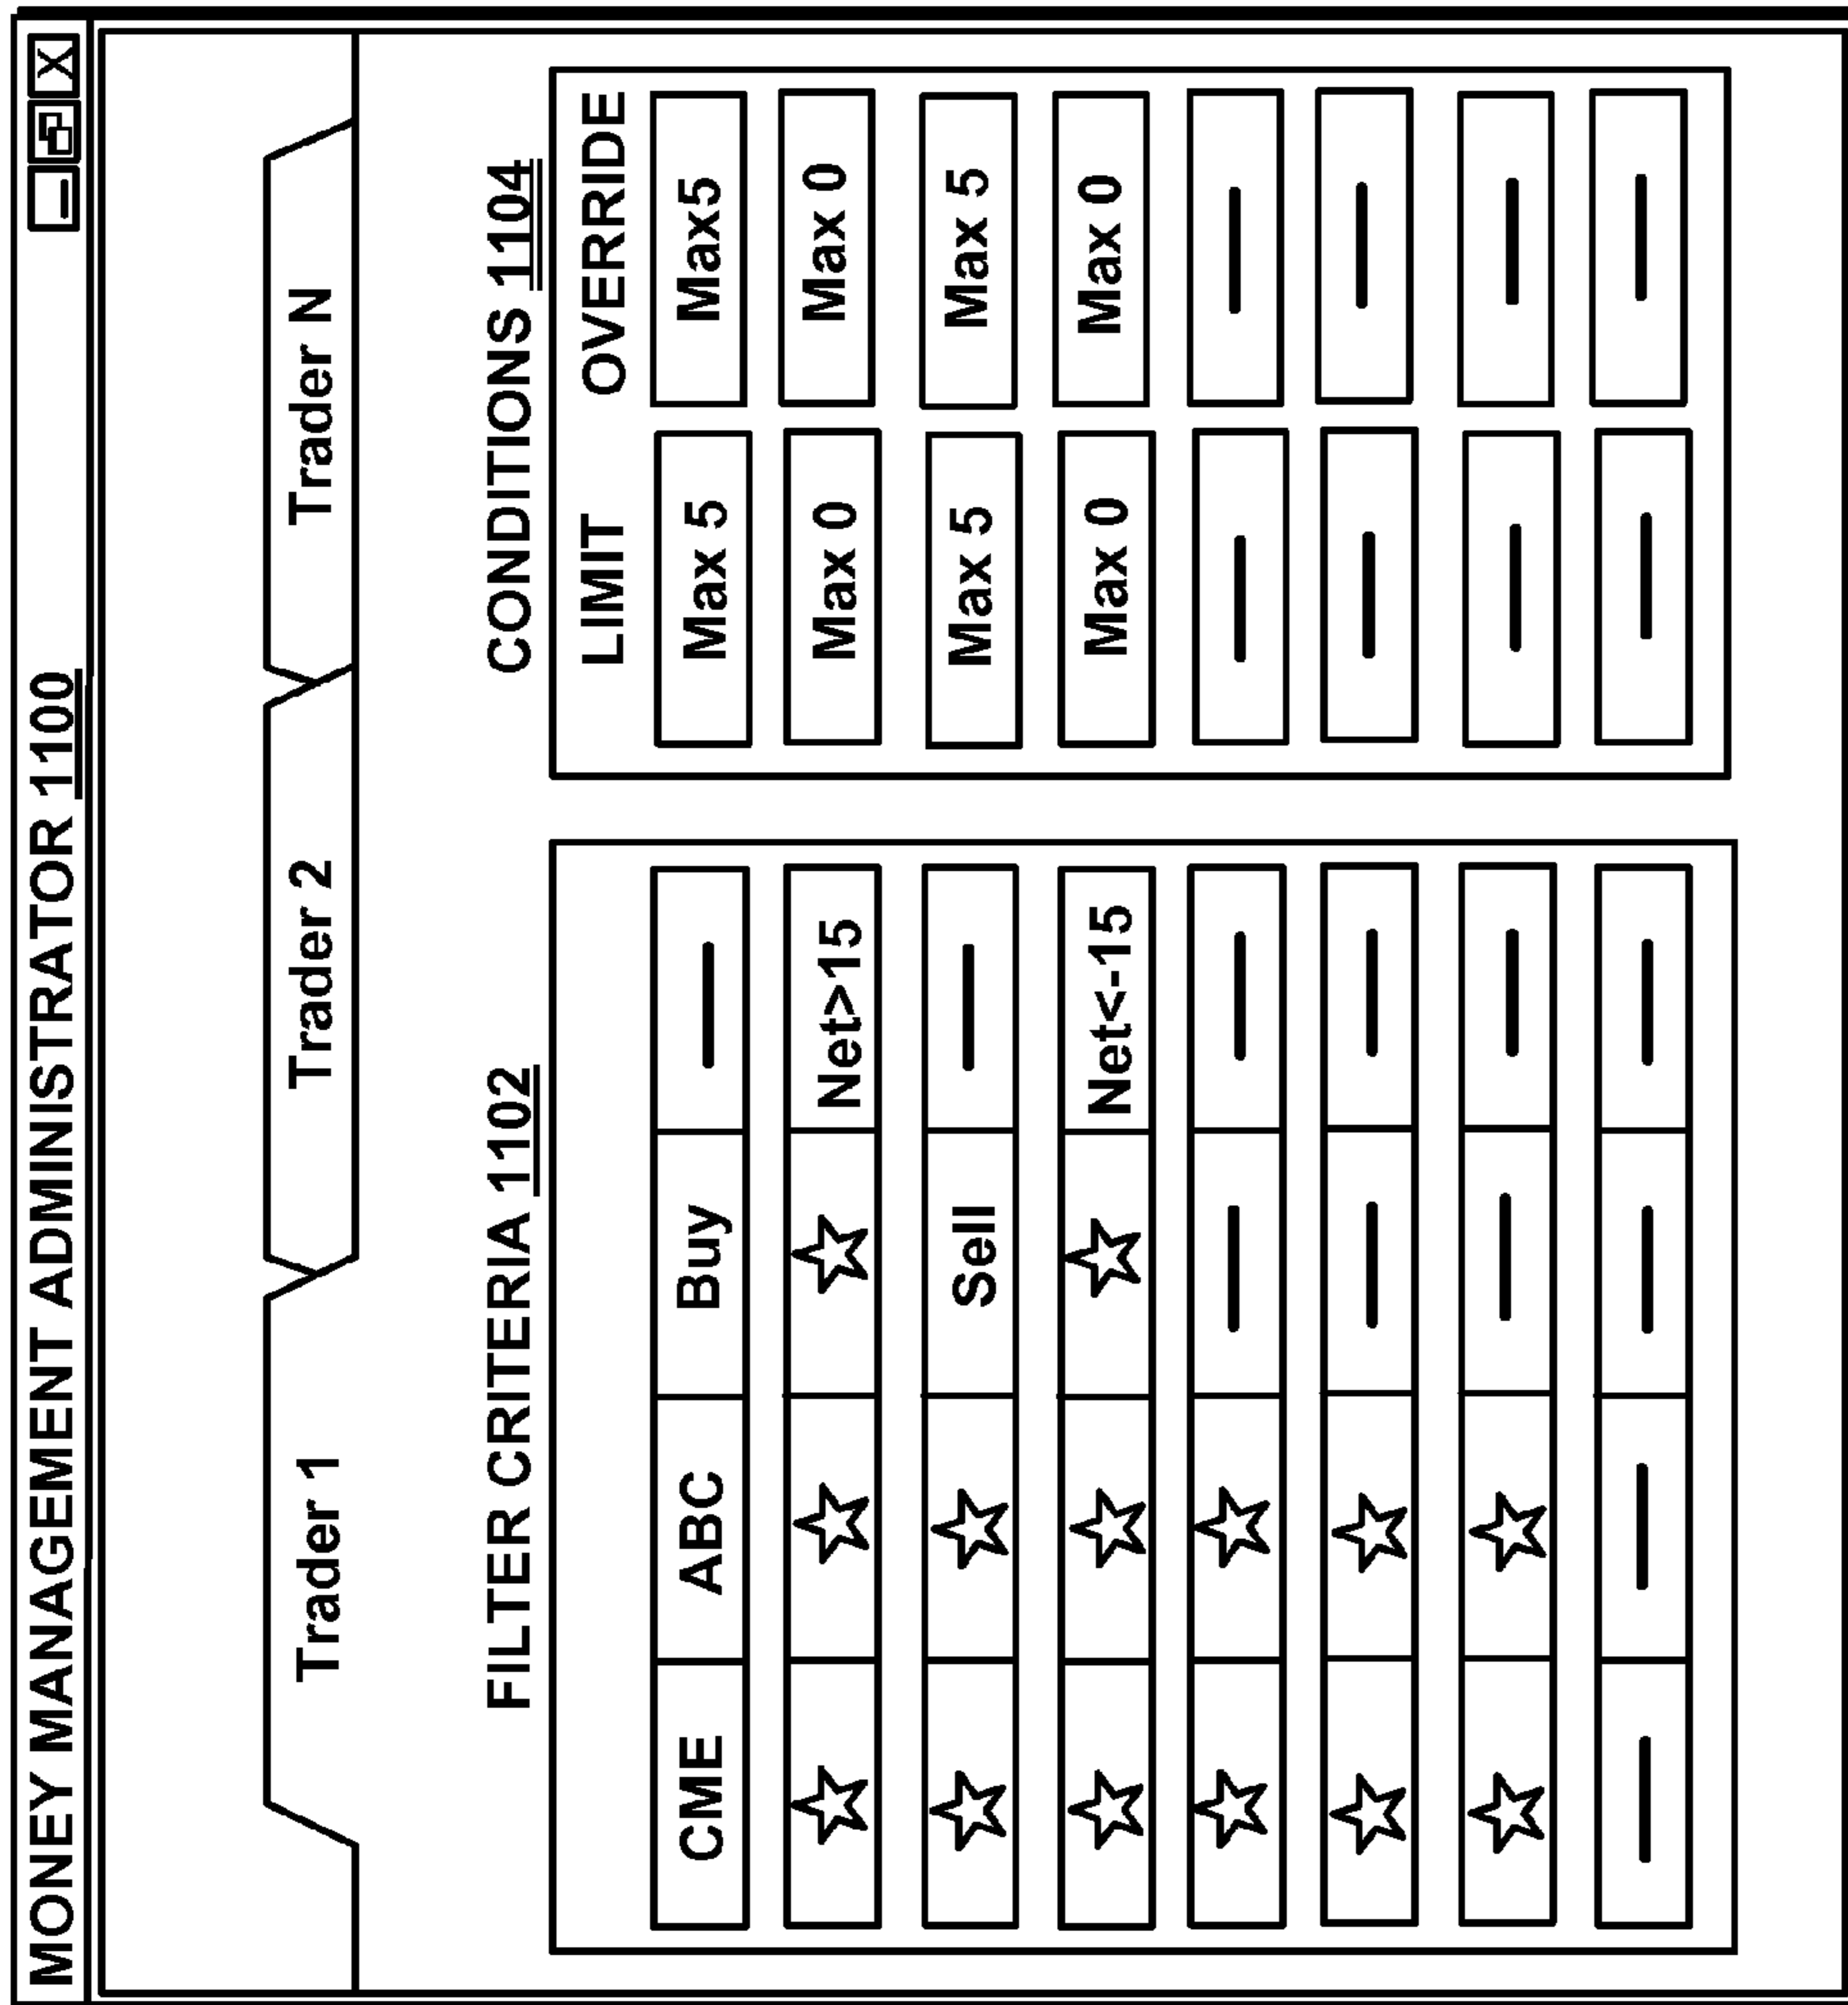 MONEY MANAGEMENT ADMINISTRATOR 1100
X
Trader 1 Trader 2 Trader N
FILTER CRITERIA 1102
CONDITIONS 1104
LIMIT OVERRIDE
CME ABC Buy — Max 5 Max5
☆ ☆ ☆ Net>15 Max 0 Max 0
☆ ☆ Sell — Max 5 Max 5
☆ ☆ ☆ Net<-15 Max 0 Max 0
☆ ☆ — — — —
☆ ☆ — — — —
☆ ☆ — — — —
— — — — — —